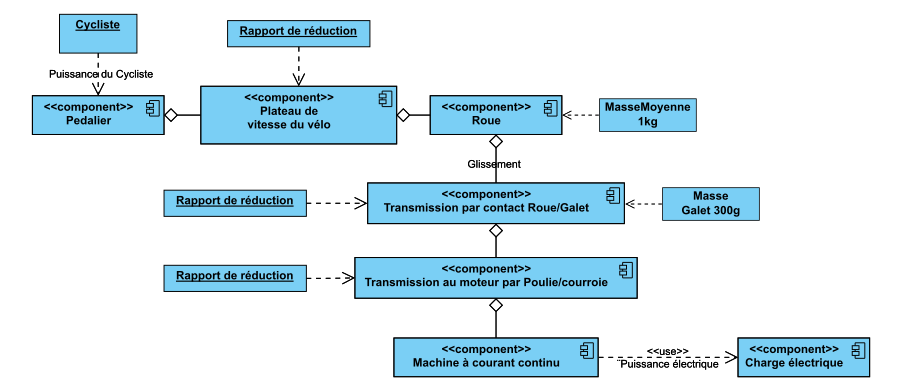 Cycliste
Rapport de réduction
Puissance du Cycliste
<<component>>
Pedalier
<<component>>
Plateau de
vitesse du vélo
<<component>>
Roue
MasseMoyenne
1kg
Glissement
Rapport de réduction
<<component>>
Transmission par contact Roue/Galet
Masse
Galet 300g
Rapport de réduction
<<component>>
Transmission au moteur par Poulie/courroie
<<component>>
Machine à courant continu
<<use>>
¨Puissance électrique
<<component>>
Charge électrique